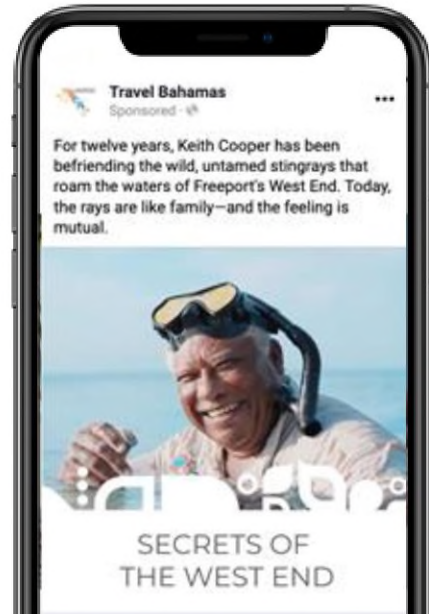 Travel Bahamas
Sponsored ·
For twelve years, Keith Cooper has been
befriending the wild, untamed stingrays that
roam the waters of Freeport's West End. Today,
the rays are like family—and the feeling is
mutual.
SECRETS OF
THE WEST END